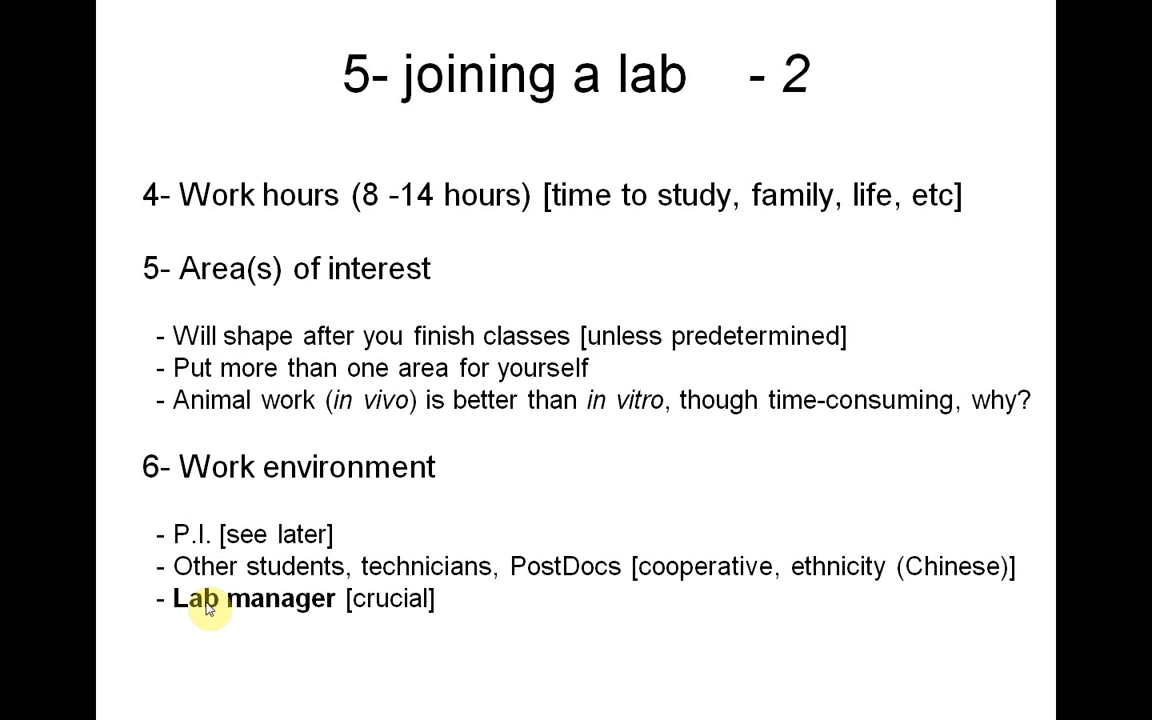 5- joining a lab - 2
4- Work hours (8 -14 hours) [time to study, family, life, etc]
5- Area(s) of interest
- Will shape after you finish classes [unless predetermined]
- Put more than one area for yourself
- Animal work (in vivo) is better than in vitro, though time-consuming, why?
6- Work environment
- P.I. [see later]
- Other students, technicians, PostDocs [cooperative, ethnicity (Chinese)]
- Lab manager [crucial]